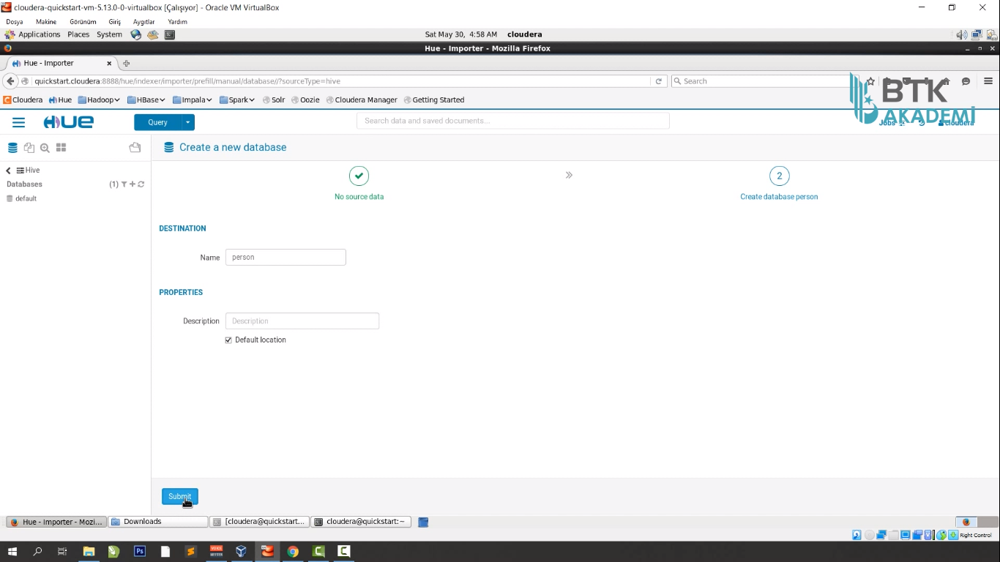 cloudera-quickstart-vm-5.13.0-0-virtualbox [Çalışıyor] - Oracle VM VirtualBox
Dosya Makine Görünüm Giriş Aygıtlar Yardım
Applications Places System Sat May 30, 4:58 AM cloudera
Hue - Importer - Mozilla Firefox
Hue - Importer
quickstart.cloudera:8888/hue/indexer/importer/prefill/manual/database//?sourceType=hive Search
Cloudera Hue Hadoop HBase Impala Spark Solr Oozie Cloudera Manager Getting Started
BTK AKADEMİ
HUE Query Search data and saved documents... Jobs cloudera
Create a new database
Hive
Databases (1)
default
2
No source data Create database person
DESTINATION
Name person
PROPERTIES
Description Description
Default location
Submit
Hue - Importer - Mozi... Downloads [cloudera@quickstart... cloudera@quickstart:~
Right Control
Ps VOICE MEETER